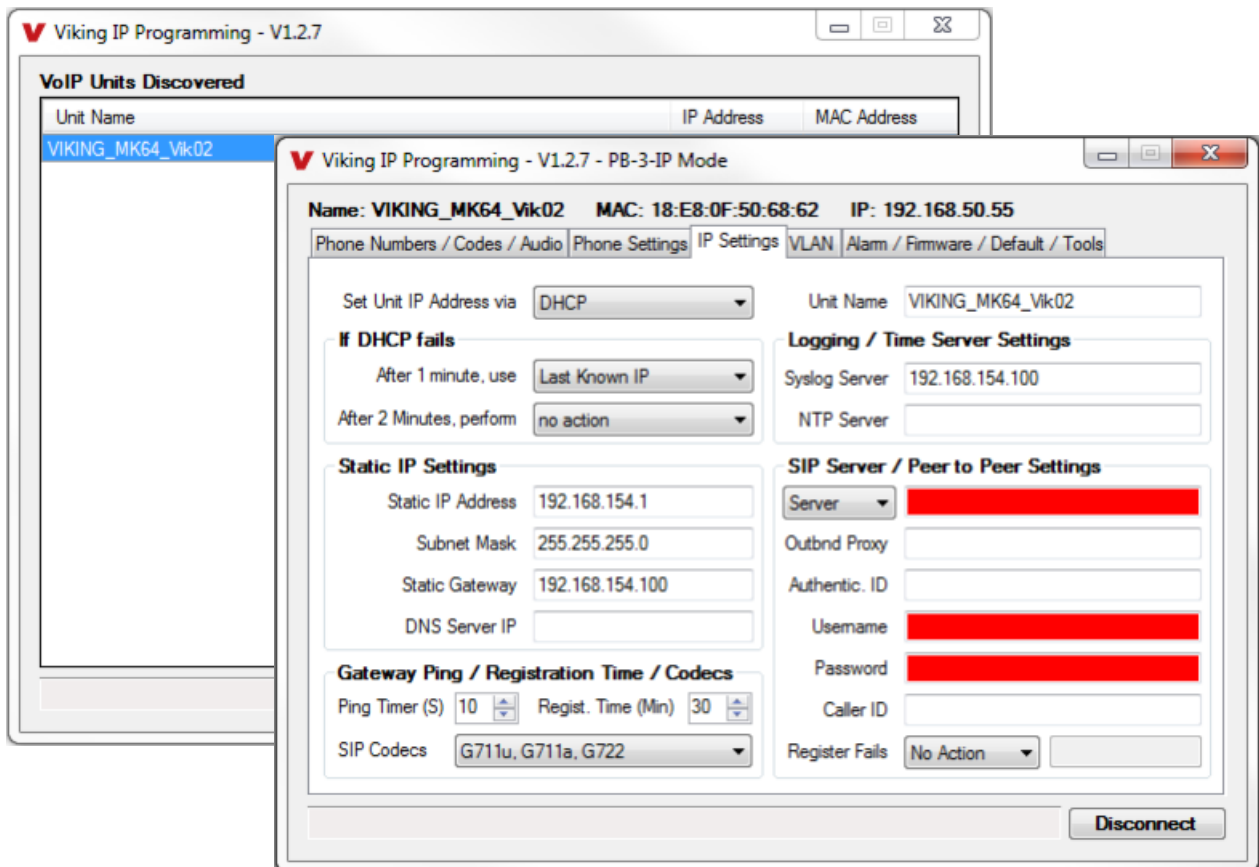 Viking IP Programming - V1.2.7
VoIP Units Discovered
Unit Name IP Address MAC Address
VIKING_MK64_Vik02
Viking IP Programming - V1.2.7 - PB-3-IP Mode
Name: VIKING_MK64_Vik02 MAC: 18:E8:0F:50:68:62 IP: 192.168.50.55
Phone Numbers / Codes / Audio Phone Settings IP Settings VLAN Alarm / Firmware / Default / Tools
Set Unit IP Address via DHCP
If DHCP fails
After 1 minute, use Last Known IP
After 2 Minutes, perform no action
Static IP Settings
Static IP Address 192.168.154.1
Subnet Mask 255.255.255.0
Static Gateway 192.168.154.100
DNS Server IP
Gateway Ping / Registration Time / Codecs
Ping Timer (S) 10 Regist. Time (Min) 30
SIP Codecs G711u, G711a, G722
Unit Name VIKING_MK64_Vik02
Logging / Time Server Settings
Syslog Server 192.168.154.100
NTP Server
SIP Server / Peer to Peer Settings
Server
Outbnd Proxy
Authentic. ID
Username
Password
Caller ID
Register Fails No Action
Disconnect